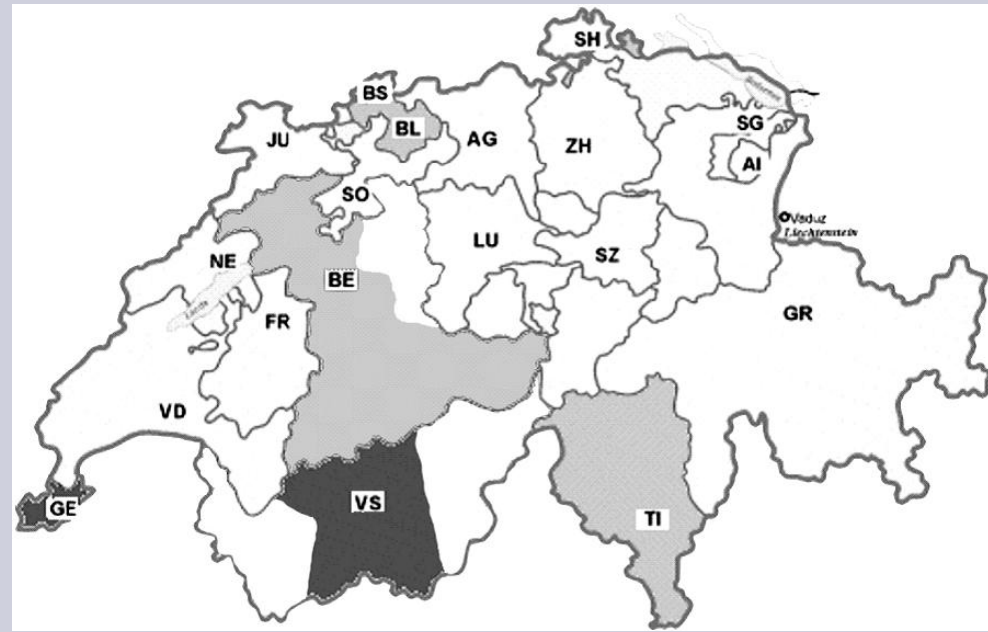 SH
BS
BL
JU
AG
ZH
SG
AI
SO
Vaduz
Liechtenstein
LU
SZ
NE
BE
GR
FR
VD
GE
VS
TI